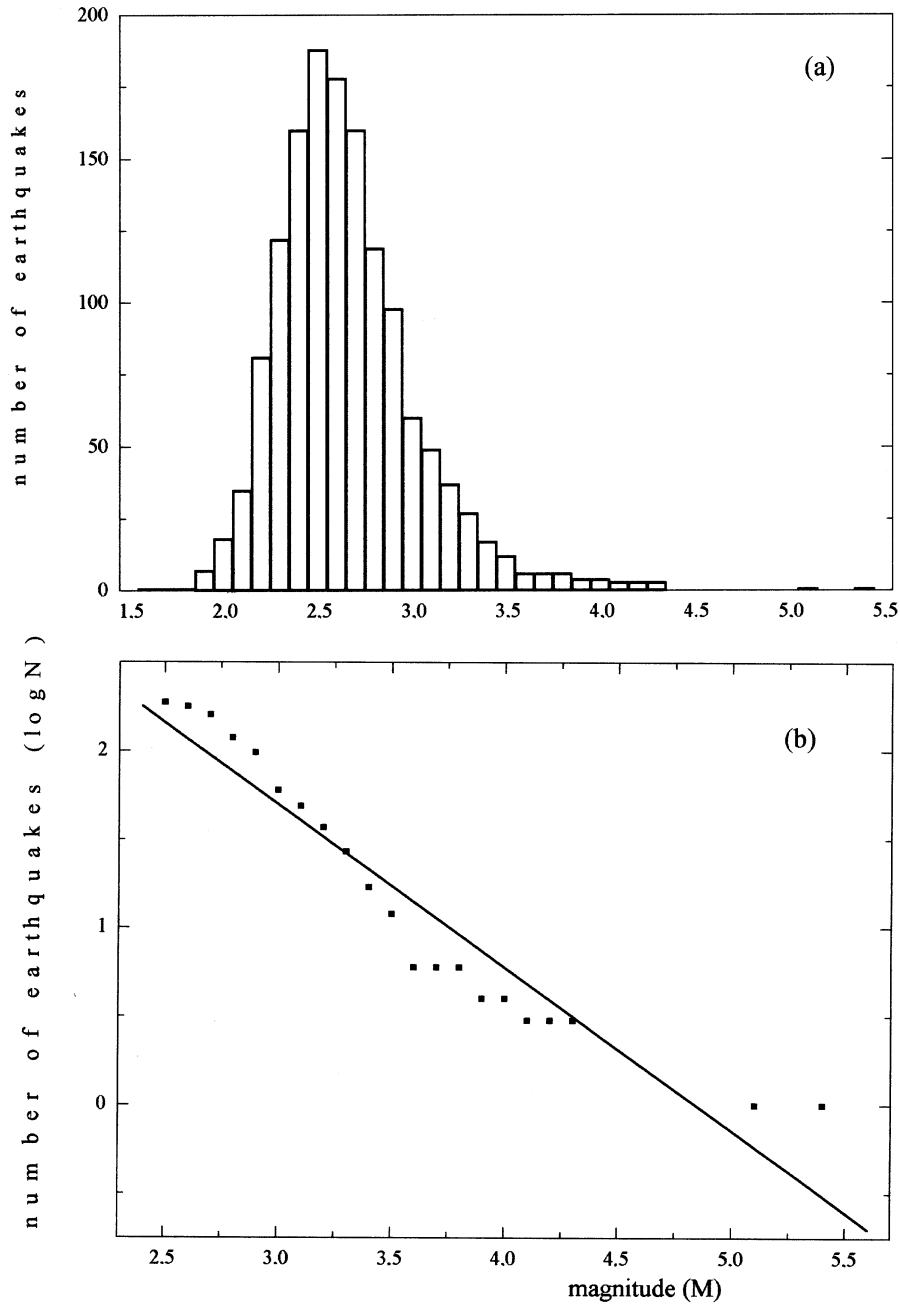 200
150
100
50
0
number of earthquakes
(a)
1.5 2.0 2.5 3.0 3.5 4.0 4.5 5.0 5.5
2
1
0
number of earthquakes (logN)
(b)
2.5 3.0 3.5 4.0 4.5 5.0 5.5
magnitude (M)